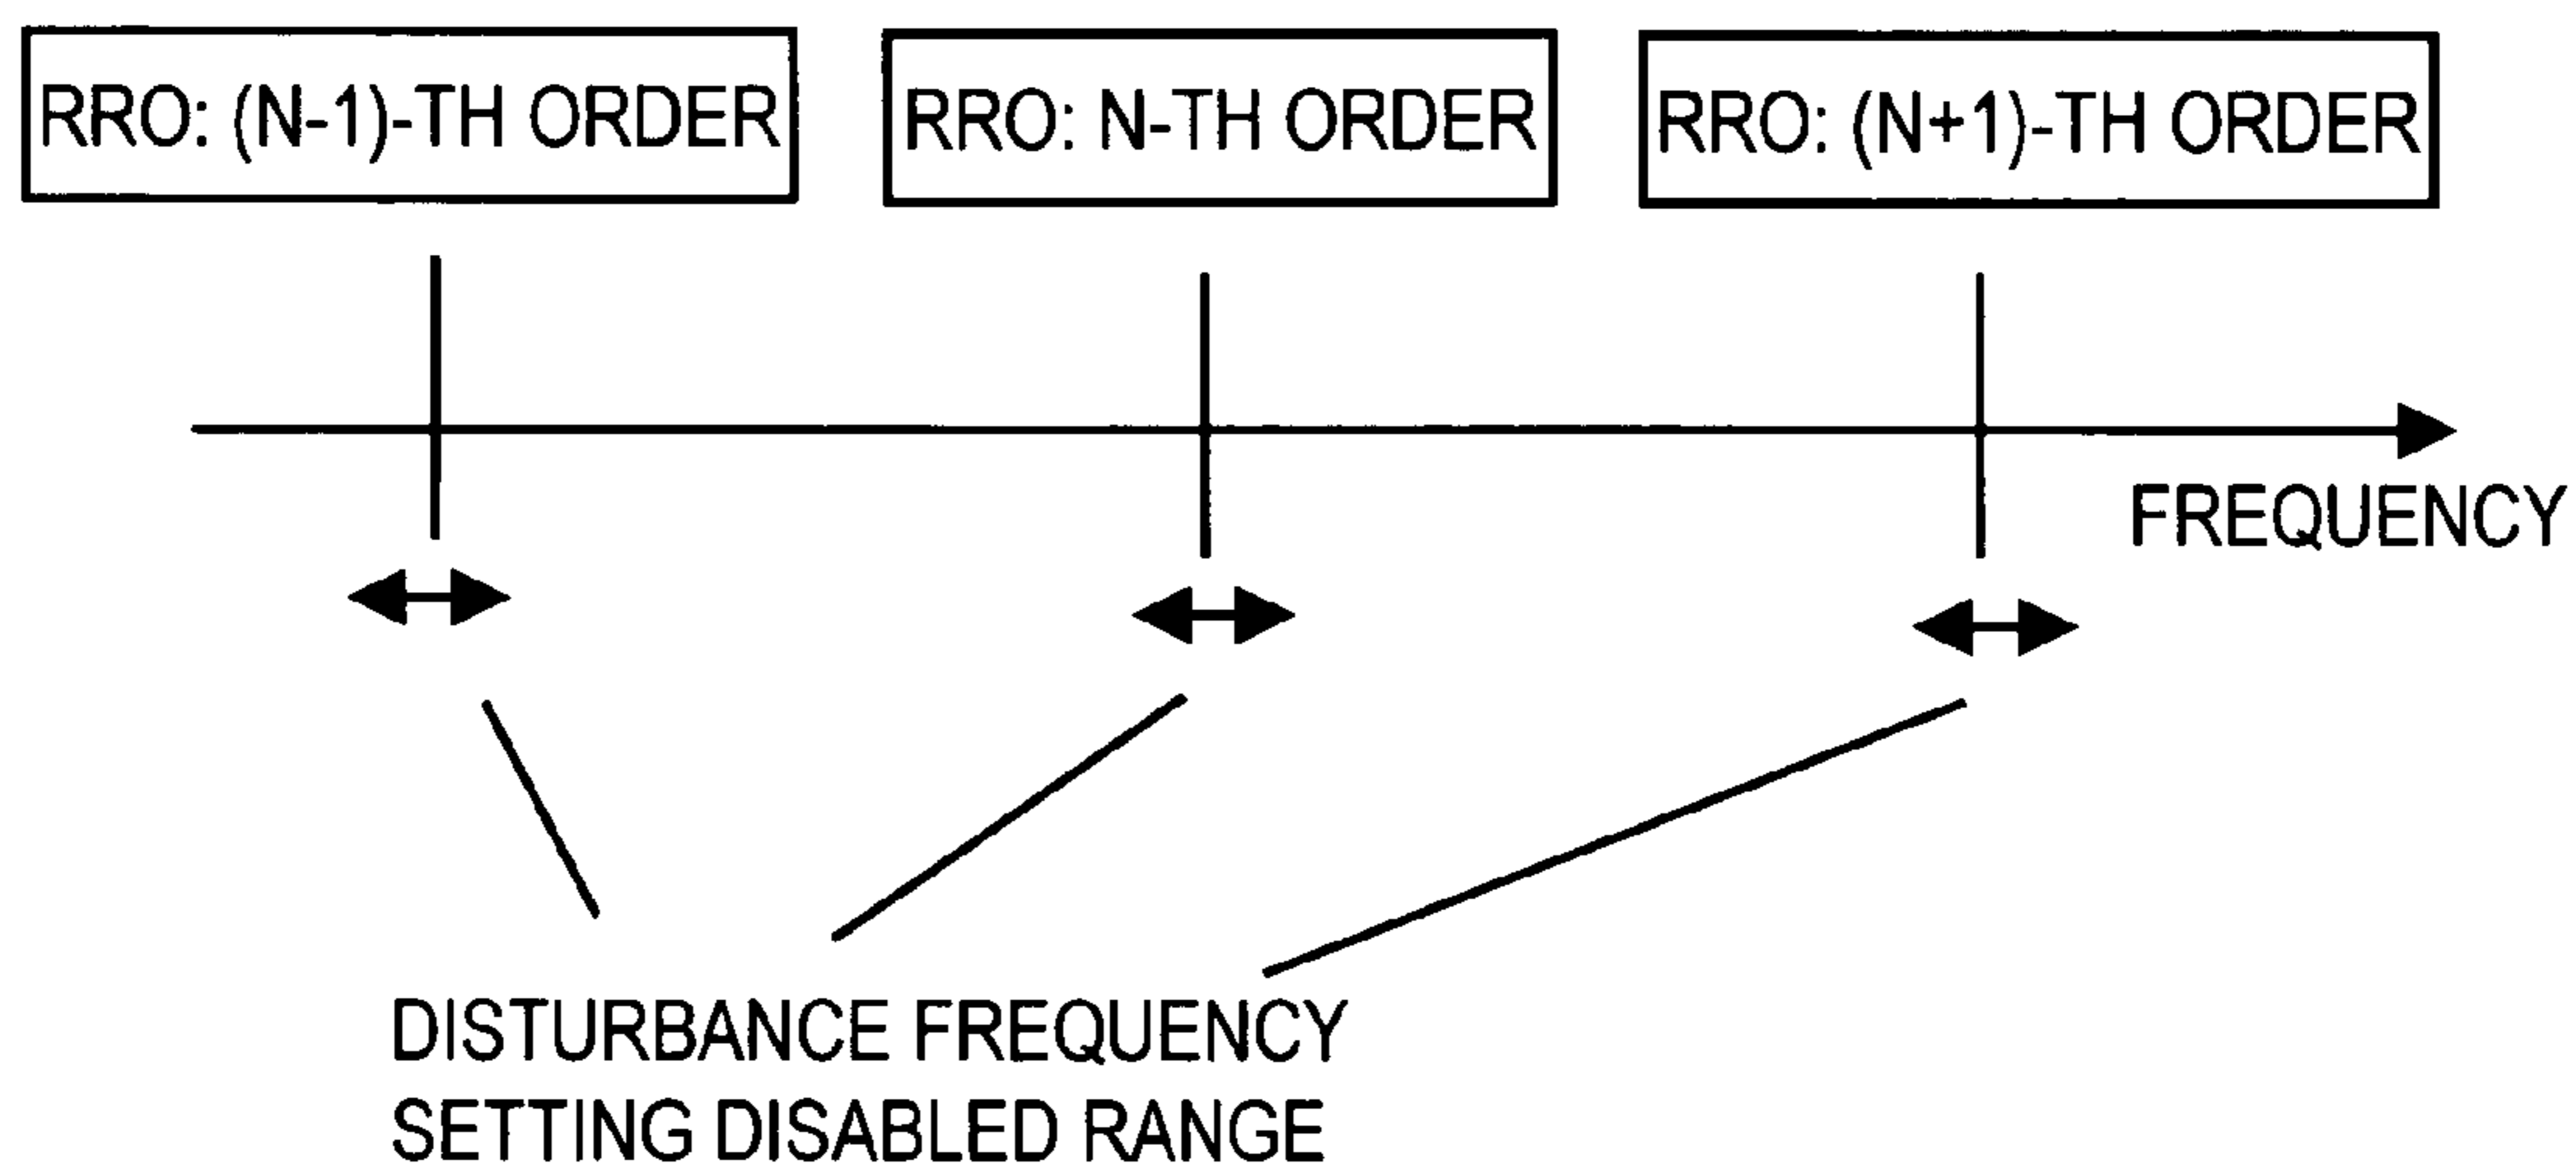 RRO: (N-1)-TH ORDER
RRO: N-TH ORDER
RRO: (N+1)-TH ORDER
FREQUENCY
DISTURBANCE FREQUENCY
SETTING DISABLED RANGE